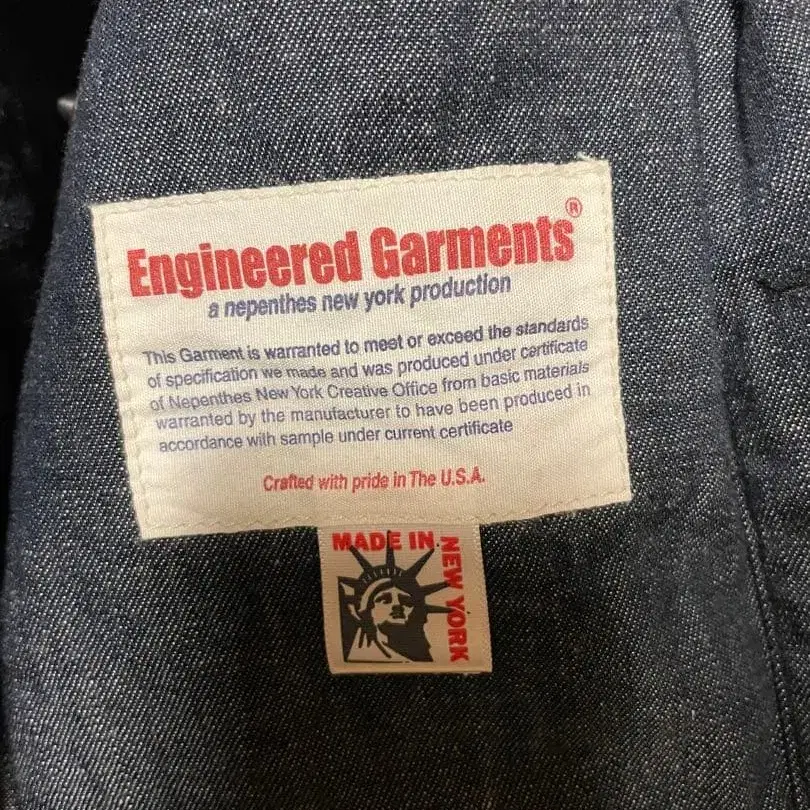 Engineered Garments®
a nepenthes new york production
This Garment is warranted to meet or exceed the standards
of specification we made and was produced under certificate
of Nepenthes New York Creative Office from basic materials
warranted by the manufacturer to have been produced in
accordance with sample under current certificate
Crafted with pride in The U.S.A.
MADE IN
NEW YORK